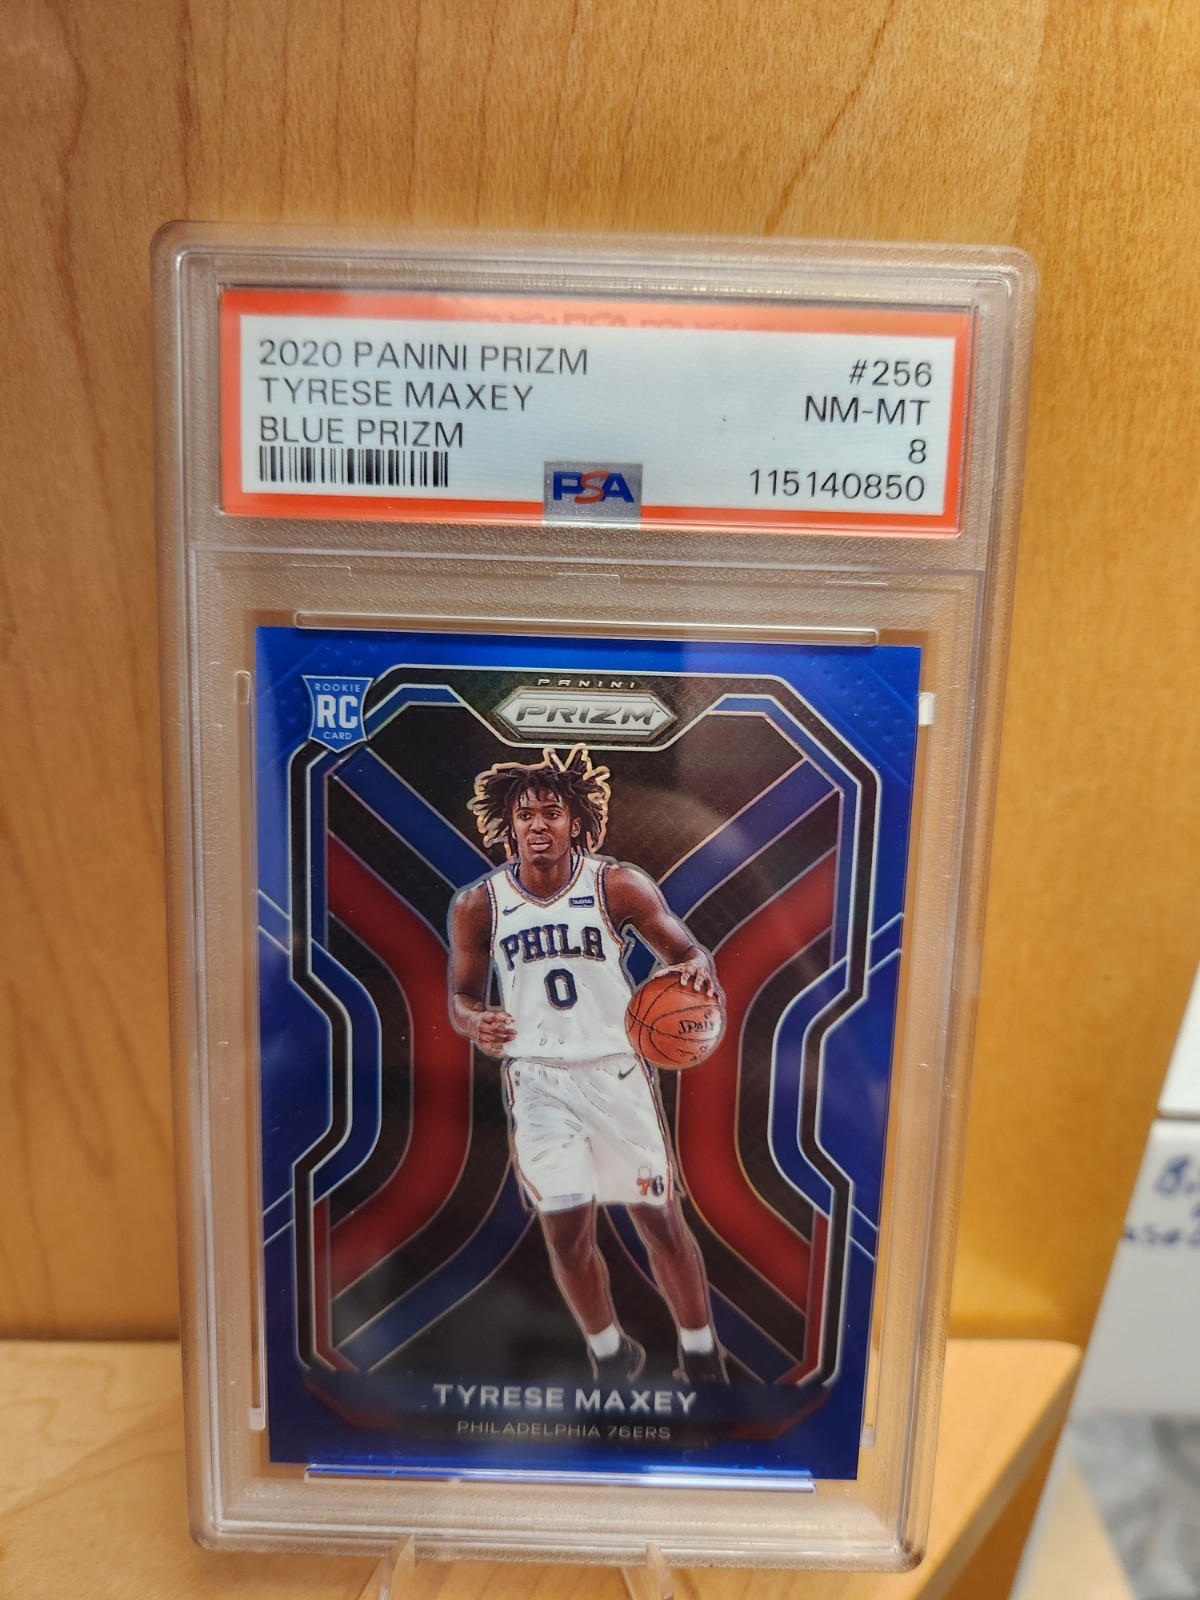 2020 PANINI PRIZM #256
TYRESE MAXEY NM-MT
BLUE PRIZM 8
PSA 115140850
ROOKIE
RC
CARD
PANINI
PRIZM
PHILA
0
76
TYRESE MAXEY
PHILADELPHIA 76ERS